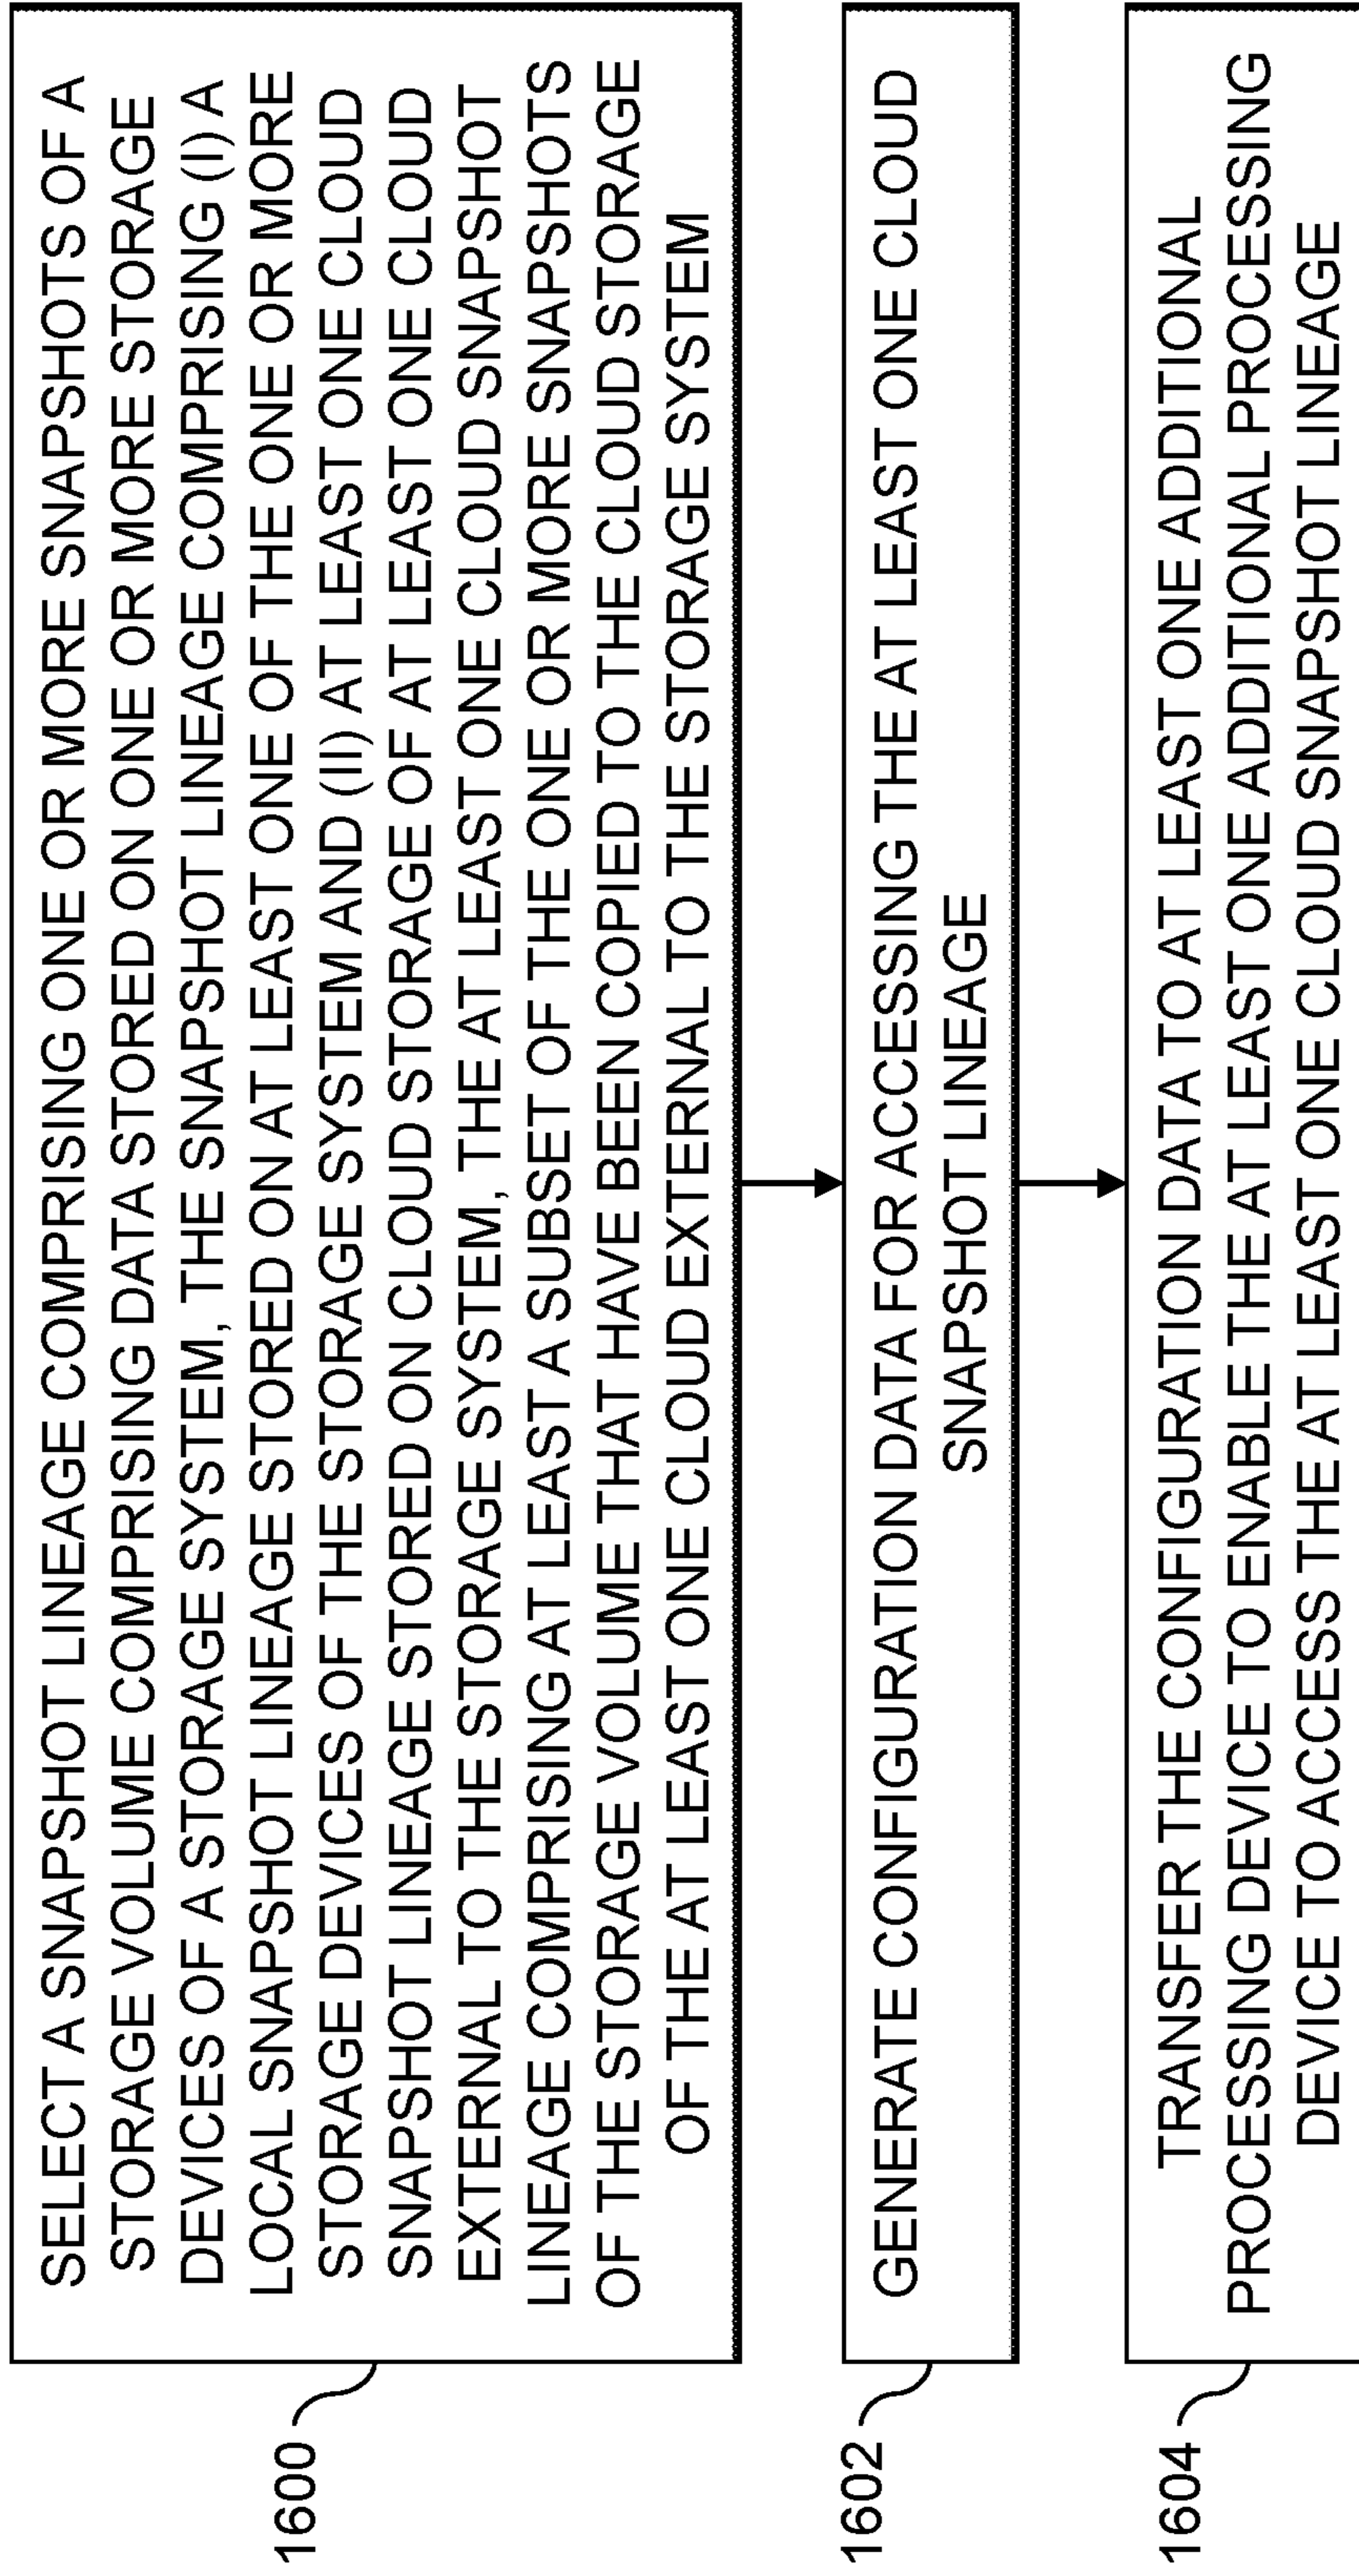 SELECT A SNAPSHOT LINEAGE COMPRISING ONE OR MORE SNAPSHOTS OF A
STORAGE VOLUME COMPRISING DATA STORED ON ONE OR MORE STORAGE
DEVICES OF A STORAGE SYSTEM, THE SNAPSHOT LINEAGE COMPRISING (I) A
LOCAL SNAPSHOT LINEAGE STORED ON AT LEAST ONE OF THE ONE OR MORE
STORAGE DEVICES OF THE STORAGE SYSTEM AND (II) AT LEAST ONE CLOUD
SNAPSHOT LINEAGE STORED ON CLOUD STORAGE OF AT LEAST ONE CLOUD
EXTERNAL TO THE STORAGE SYSTEM, THE AT LEAST ONE CLOUD SNAPSHOT
LINEAGE COMPRISING AT LEAST A SUBSET OF THE ONE OR MORE SNAPSHOTS
OF THE STORAGE VOLUME THAT HAVE BEEN COPIED TO THE CLOUD STORAGE
OF THE AT LEAST ONE CLOUD EXTERNAL TO THE STORAGE SYSTEM
1600
GENERATE CONFIGURATION DATA FOR ACCESSING THE AT LEAST ONE CLOUD
SNAPSHOT LINEAGE
1602
TRANSFER THE CONFIGURATION DATA TO AT LEAST ONE ADDITIONAL
PROCESSING DEVICE TO ENABLE THE AT LEAST ONE ADDITIONAL PROCESSING
DEVICE TO ACCESS THE AT LEAST ONE CLOUD SNAPSHOT LINEAGE
1604